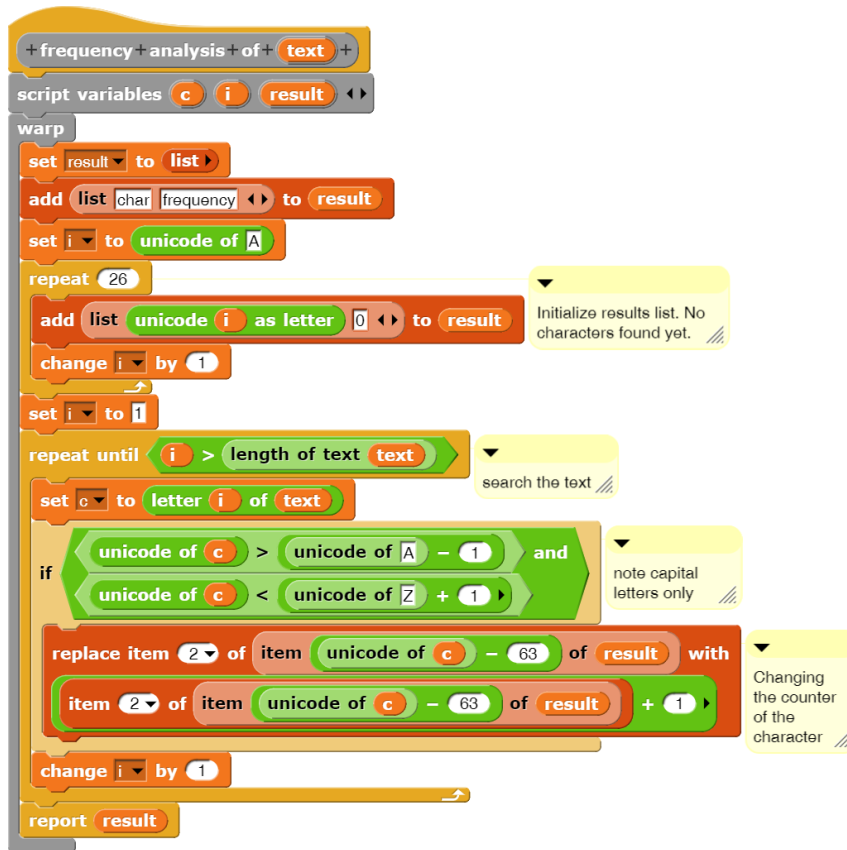 +frequency+analysis+of+ text +
script variables c i result
warp
set result to list
add list char frequency to result
set i to unicode of A
repeat 26
add list unicode i as letter 0 to result
Initialize results list. No
characters found yet.
change i by 1
set i to 1
repeat until i > length of text text
search the text
set c to letter i of text
if
unicode of c > unicode of A - 1 and
unicode of c < unicode of Z + 1
note capital
letters only
replace item 2 of item unicode of c - 63 of result with
item 2 of item unicode of c - 63 of result + 1
Changing
the counter
of the
character
change i by 1
report result